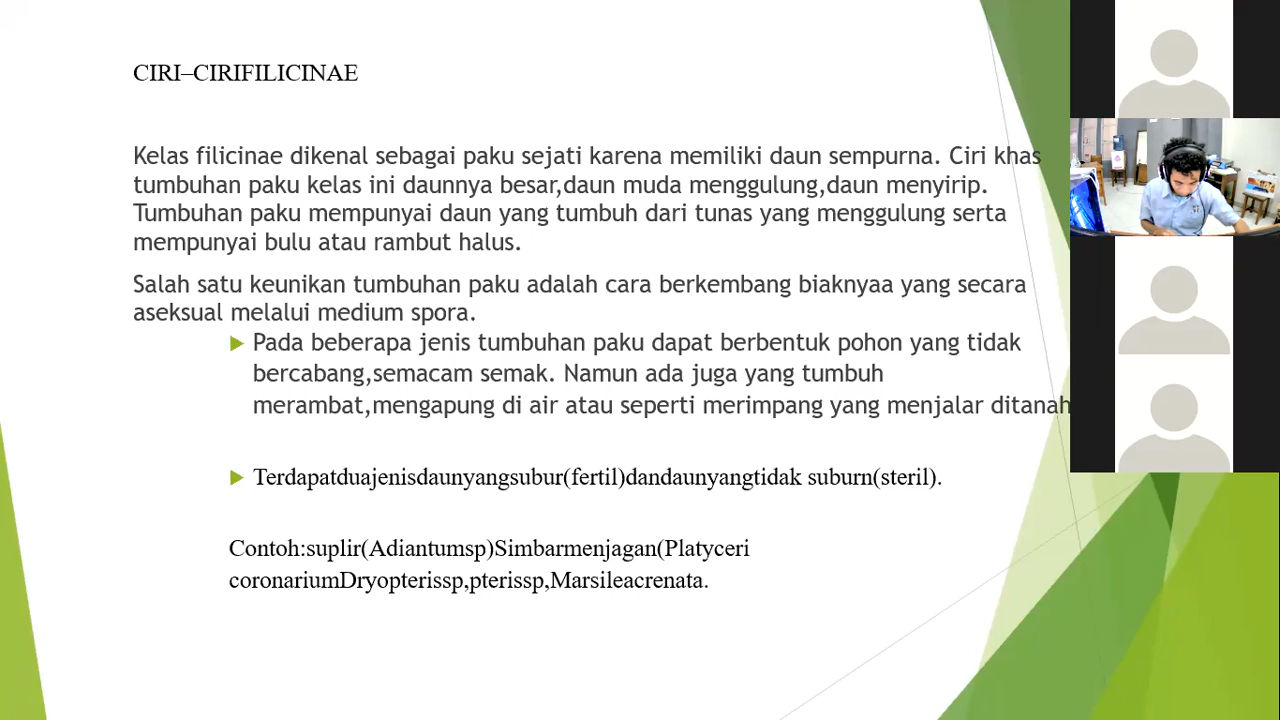 CIRI–CIRIFILICINAE
Kelas filicinae dikenal sebagai paku sejati karena memiliki daun sempurna. Ciri khas
tumbuhan paku kelas ini daunnya besar,daun muda menggulung,daun menyirip.
Tumbuhan paku mempunyai daun yang tumbuh dari tunas yang menggulung serta
mempunyai bulu atau rambut halus.
Salah satu keunikan tumbuhan paku adalah cara berkembang biaknyaa yang secara
aseksual melalui medium spora.
Pada beberapa jenis tumbuhan paku dapat berbentuk pohon yang tidak
bercabang,semacam semak. Namun ada juga yang tumbuh
merambat,mengapung di air atau seperti merimpang yang menjalar ditanah
Terdapatduajenisdaunyangsubur(fertil)dandaunyangtidak suburn(steril).
Contoh:suplir(Adiantumsp)Simbarmenjagan(Platyceri
coronariumDryopterissp,pterissp,Marsileacrenata.